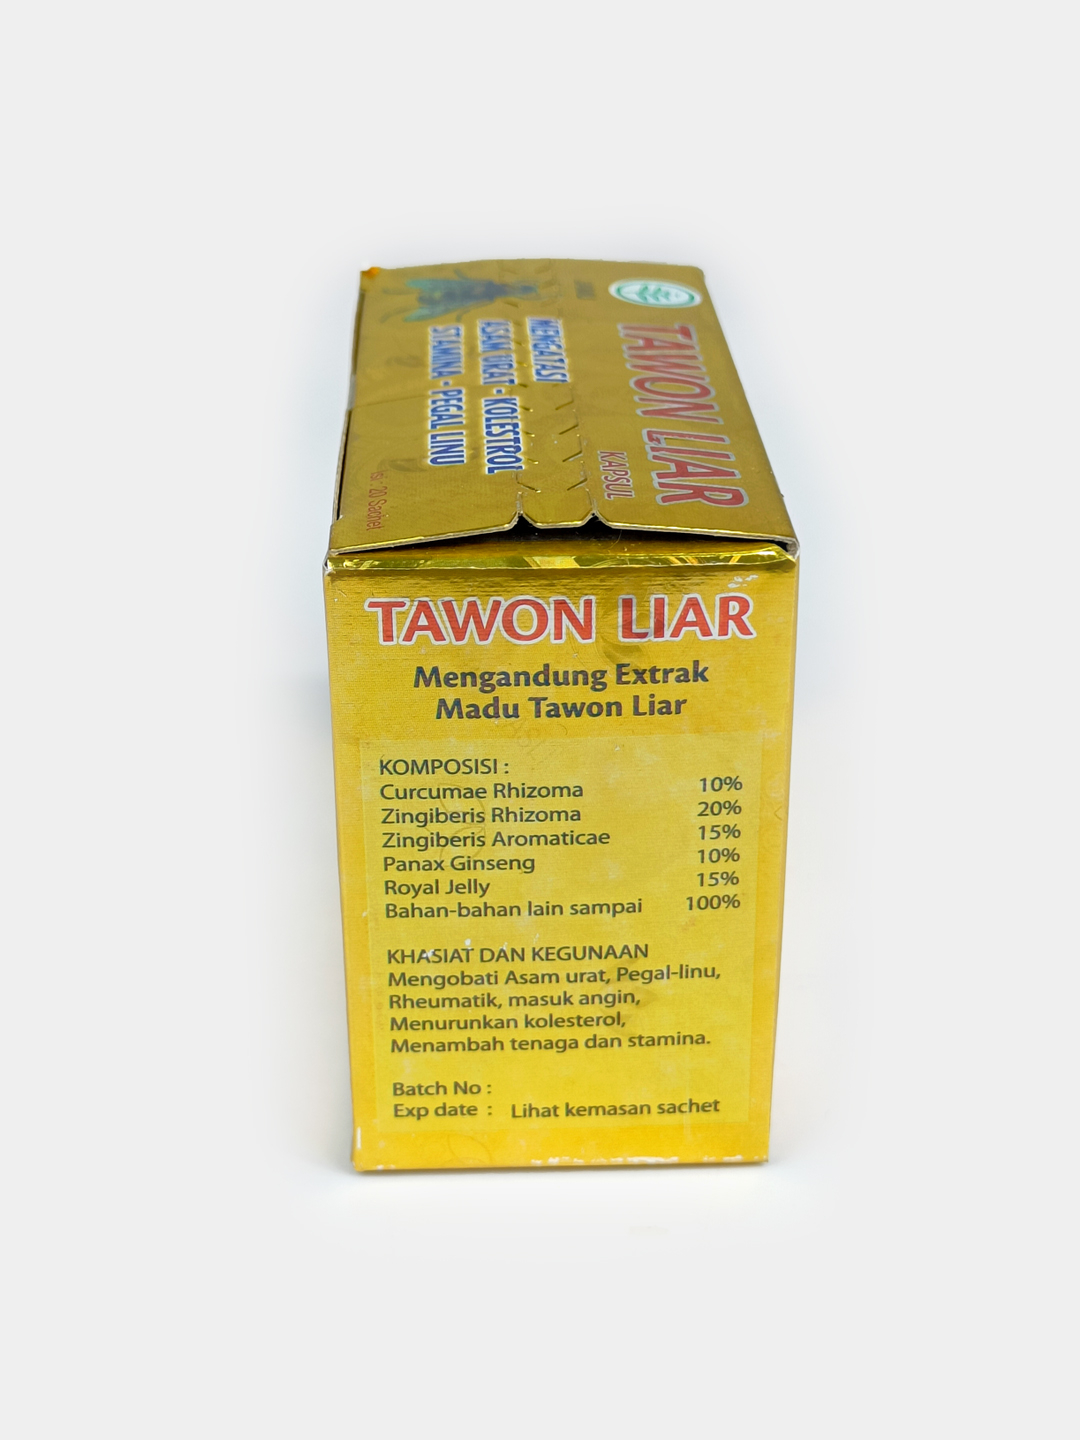 TAWON LIAR
KAPSUL
MENGATASI
ASAM URAT - KOLESTROL
STAMINA - PEGAL LINU
isi : 20 Sachet
TAWON LIAR
Mengandung Extrak
Madu Tawon Liar
KOMPOSISI :
Curcumae Rhizoma 10%
Zingiberis Rhizoma 20%
Zingiberis Aromaticae 15%
Panax Ginseng 10%
Royal Jelly 15%
Bahan-bahan lain sampai 100%
KHASIAT DAN KEGUNAAN
Mengobati Asam urat, Pegal-linu,
Rheumatik, masuk angin,
Menurunkan kolesterol,
Menambah tenaga dan stamina.
Batch No :
Exp date : Lihat kemasan sachet